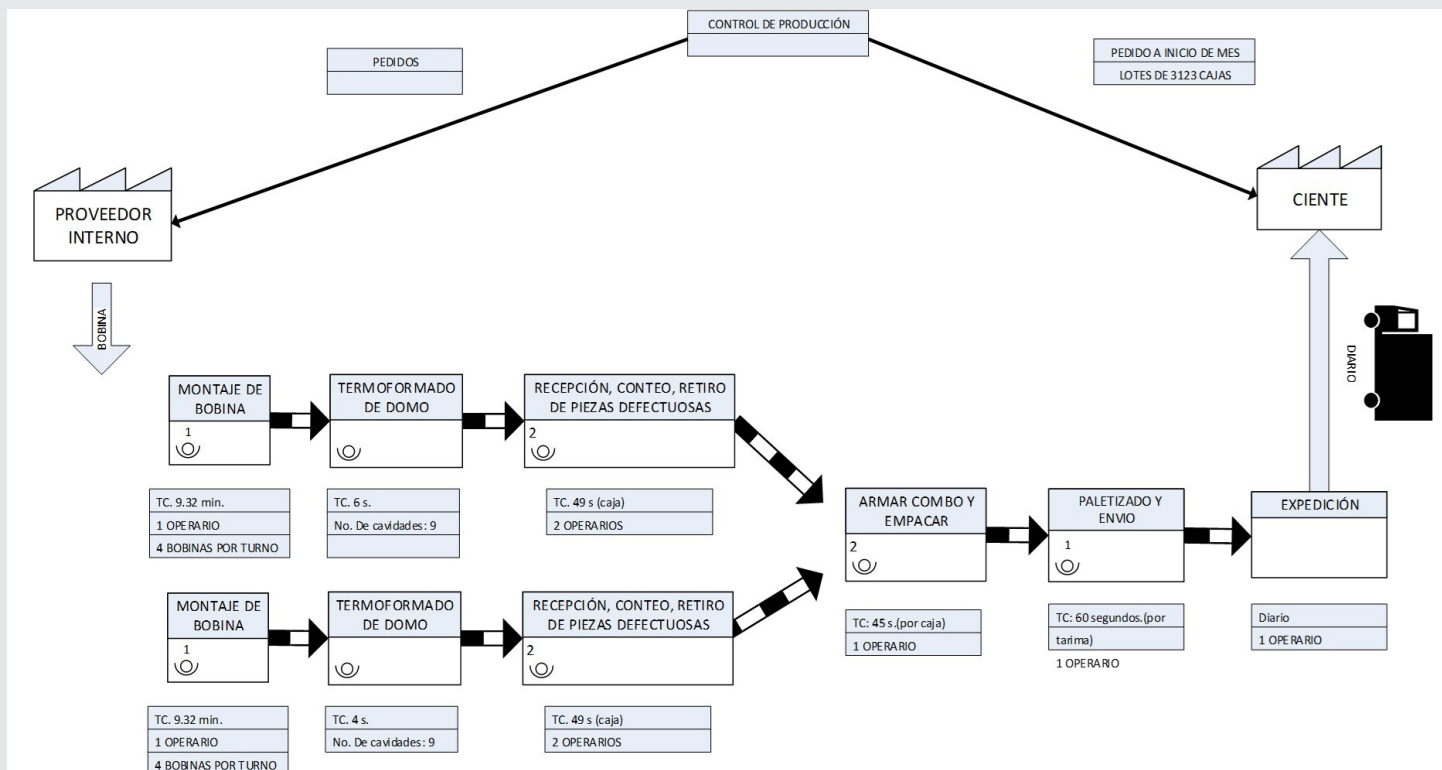 CONTROL DE PRODUCCIÓN
PEDIDOS
PEDIDO A INICIO DE MES
LOTES DE 3123 CAJAS
PROVEEDOR
INTERNO
CIENTE
BOBINA
DIARIO
MONTAJE DE
BOBINA
1
TERMOFORMADO
DE DOMO
RECEPCIÓN, CONTEO, RETIRO
DE PIEZAS DEFECTUOSAS
2
TC. 9.32 min.
1 OPERARIO
4 BOBINAS POR TURNO
TC. 6 s.
No. De cavidades: 9
TC. 49 s (caja)
2 OPERARIOS
ARMAR COMBO Y
EMPACAR
2
PALETIZADO Y
ENVIO
1
EXPEDICIÓN
TC: 45 s.(por caja)
1 OPERARIO
TC: 60 segundos.(por
tarima)
1 OPERARIO
Diario
1 OPERARIO
MONTAJE DE
BOBINA
1
TERMOFORMADO
DE DOMO
RECEPCIÓN, CONTEO, RETIRO
DE PIEZAS DEFECTUOSAS
2
TC. 9.32 min.
1 OPERARIO
4 BOBINAS POR TURNO
TC. 4 s.
No. De cavidades: 9
TC. 49 s (caja)
2 OPERARIOS